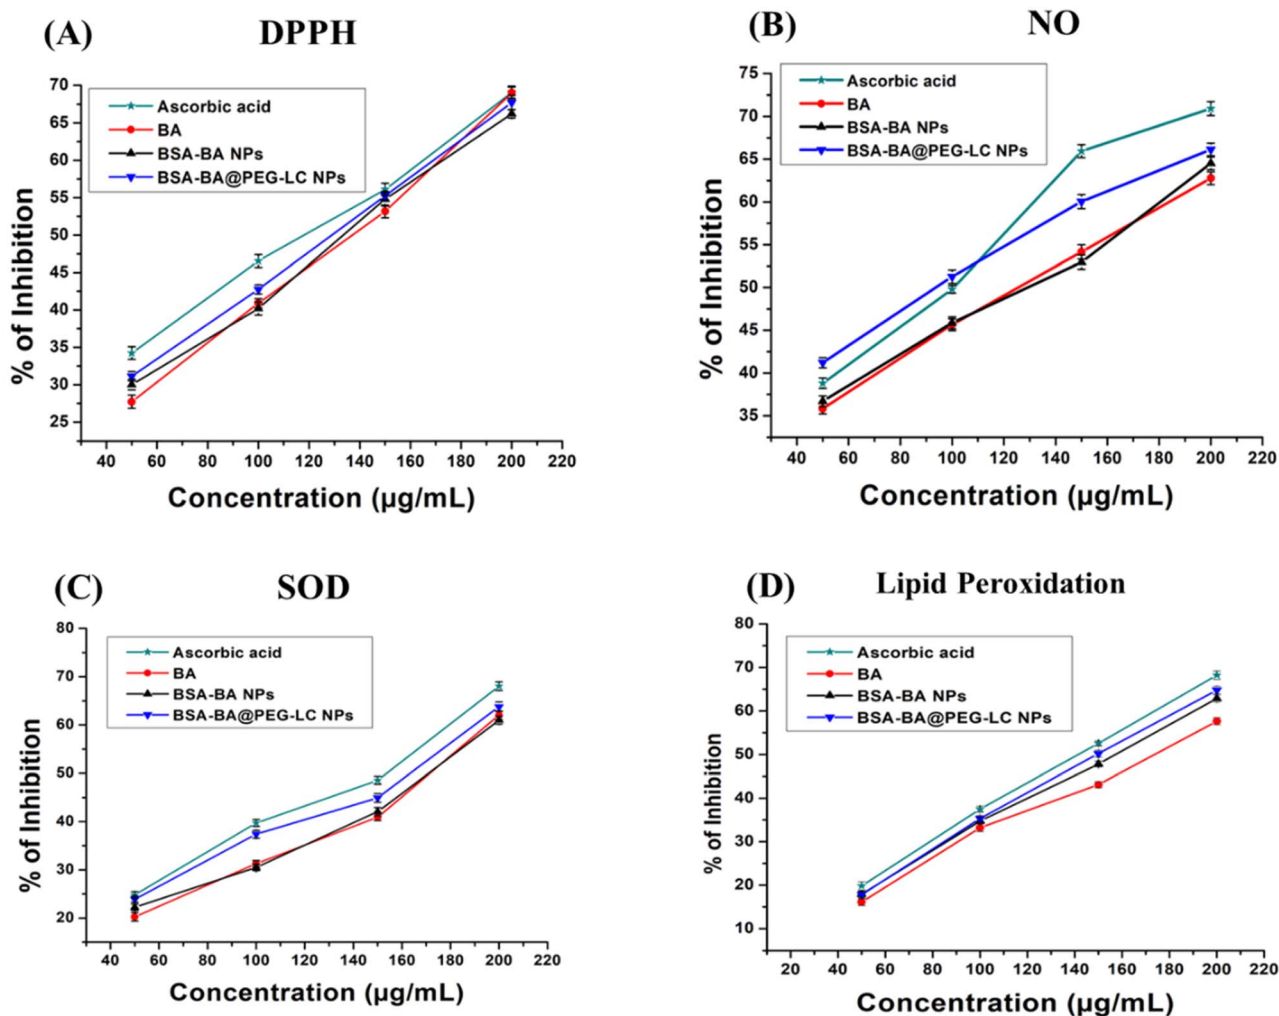 (A) DPPH
Ascorbic acid
BA
BSA-BA NPs
BSA-BA@PEG-LC NPs
70
65
60
55
50
45
40
35
30
25
% of Inhibition
40 60 80 100 120 140 160 180 200 220
Concentration (µg/mL)
(B) NO
Ascorbic acid
BA
BSA-BA NPs
BSA-BA@PEG-LC NPs
75
70
65
60
55
50
45
40
35
% of Inhibition
40 60 80 100 120 140 160 180 200 220
Concentration (µg/mL)
(C) SOD
Ascorbic acid
BA
BSA-BA NPs
BSA-BA@PEG-LC NPs
80
70
60
50
40
30
20
% of Inhibition
40 60 80 100 120 140 160 180 200 220
Concentration (µg/mL)
(D) Lipid Peroxidation
Ascorbic acid
BA
BSA-BA NPs
BSA-BA@PEG-LC NPs
80
70
60
50
40
30
20
10
% of Inhibition
20 40 60 80 100 120 140 160 180 200 220
Concentration (µg/mL)